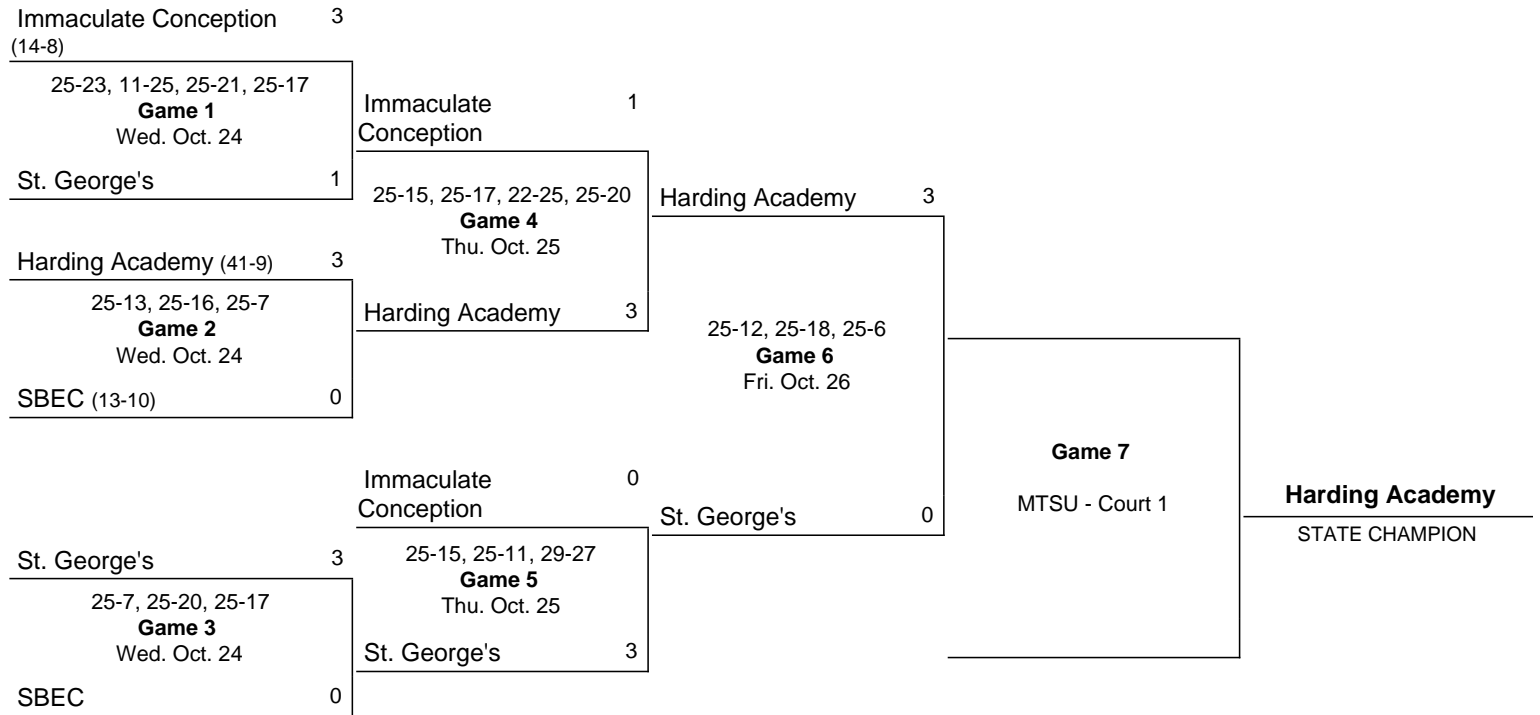 Immaculate Conception 3
(14-8)
25-23, 11-25, 25-21, 25-17
Game 1
Wed. Oct. 24
St. George's 1
Harding Academy (41-9) 3
25-13, 25-16, 25-7
Game 2
Wed. Oct. 24
SBEC (13-10) 0
St. George's 3
25-7, 25-20, 25-17
Game 3
Wed. Oct. 24
SBEC 0
Immaculate 1
Conception
25-15, 25-17, 22-25, 25-20
Game 4
Thu. Oct. 25
Harding Academy 3
Immaculate 0
Conception
25-15, 25-11, 29-27
Game 5
Thu. Oct. 25
St. George's 3
Harding Academy 3
25-12, 25-18, 25-6
Game 6
Fri. Oct. 26
St. George's 0
Game 7
MTSU - Court 1
Harding Academy
STATE CHAMPION